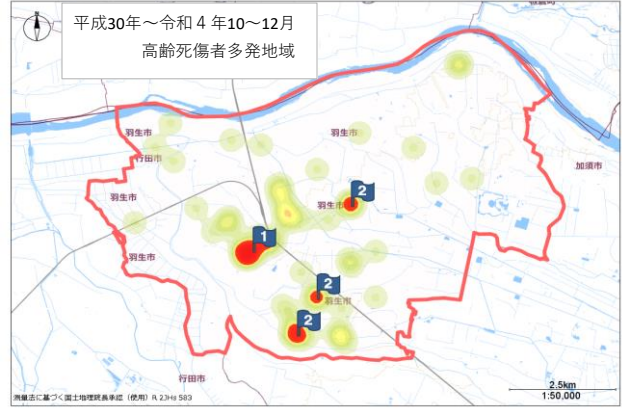 平成30年～令和４年10～12月
高齢死傷者多発地域
羽生市
羽生市
行田市
加須市
羽生市
羽生市
2
羽生市
1
2
羽生市
2
行田市
2.5km
1:50,000
測量法に基づく国土地理院長承認（使用）R 2JHs 583